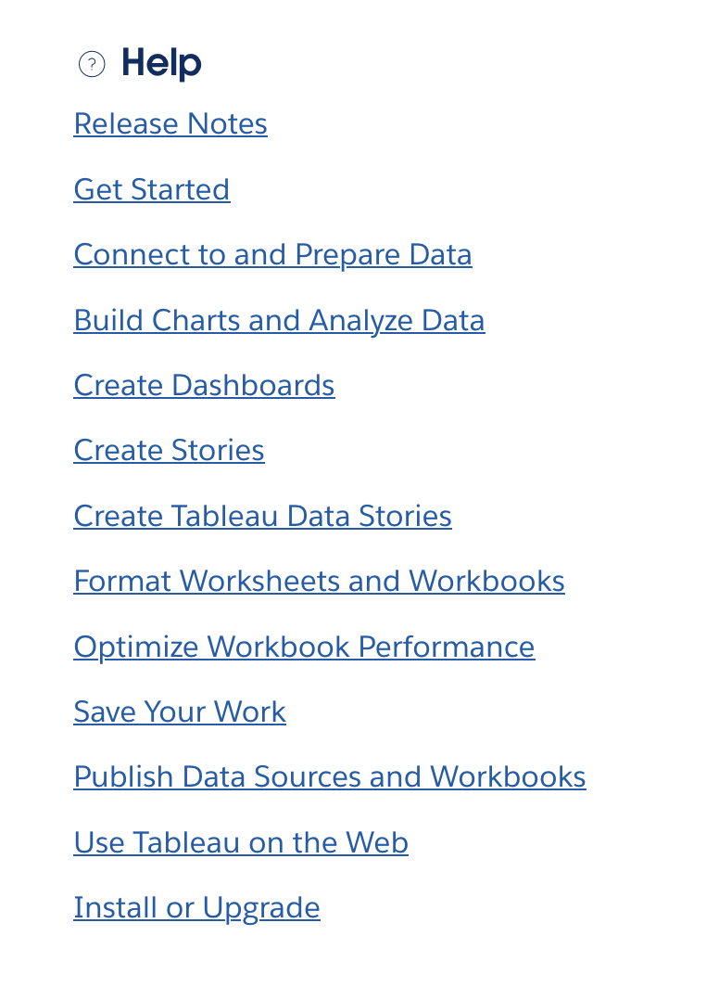 ? Help
Release Notes
Get Started
Connect to and Prepare Data
Build Charts and Analyze Data
Create Dashboards
Create Stories
Create Tableau Data Stories
Format Worksheets and Workbooks
Optimize Workbook Performance
Save Your Work
Publish Data Sources and Workbooks
Use Tableau on the Web
Install or Upgrade